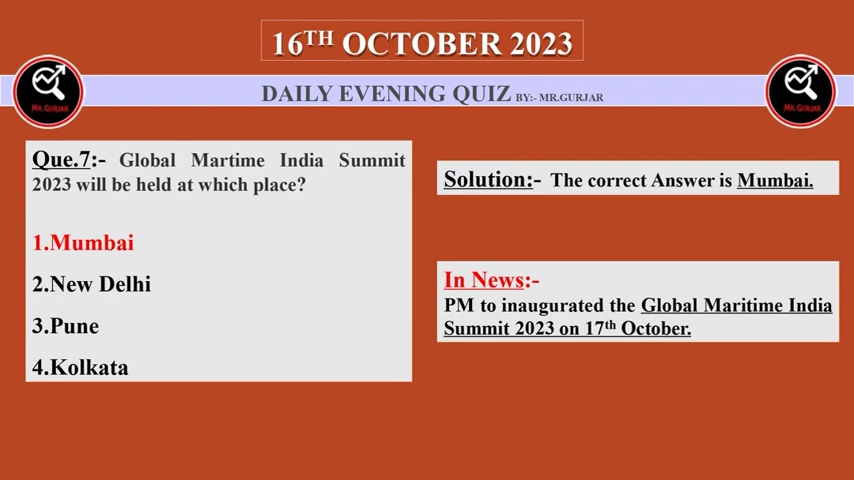 16TH OCTOBER 2023
DAILY EVENING QUIZ BY:- MR.GURJAR
MR.GURJAR
MR.GURJAR
Que.7:- Global Martime India Summit
2023 will be held at which place?
1.Mumbai
2.New Delhi
3.Pune
4.Kolkata
Solution:- The correct Answer is Mumbai.
In News:-
PM to inaugurated the Global Maritime India
Summit 2023 on 17th October.